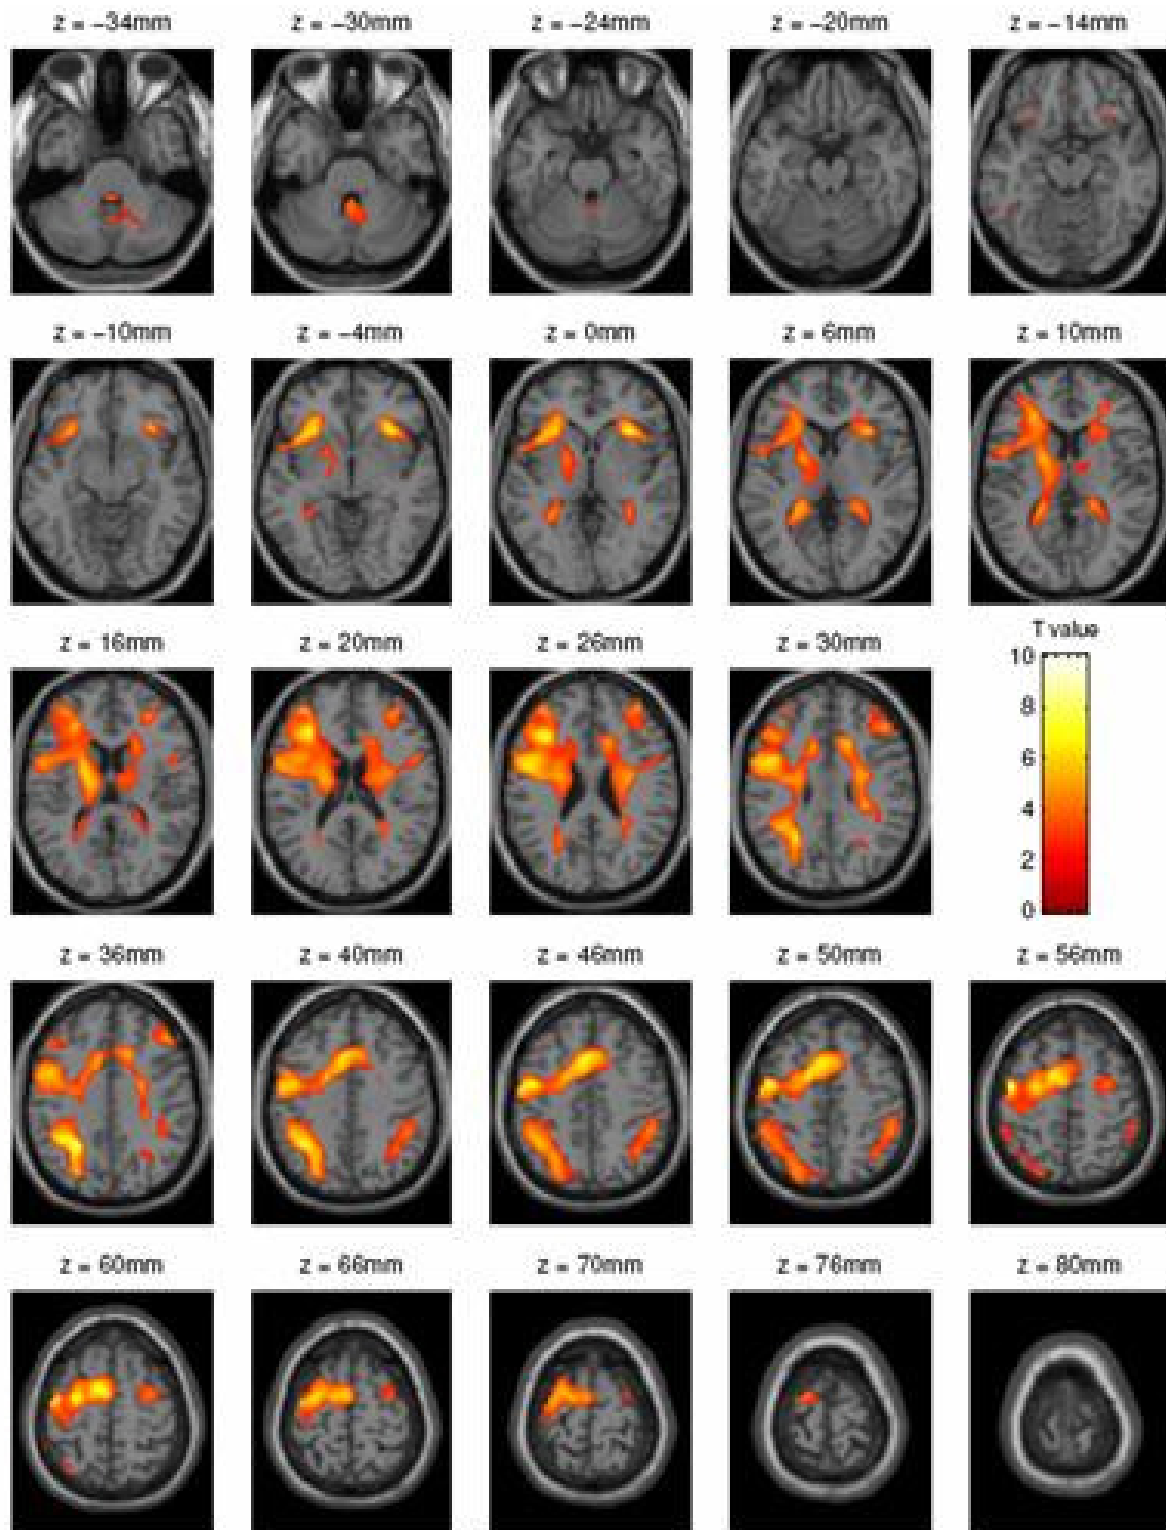 z = -34mm z = -30mm z = -24mm z = -20mm z = -14mm
z = -10mm z = -4mm z = 0mm z = 6mm z = 10mm
z = 16mm z = 20mm z = 26mm z = 30mm T value
10
8
6
4
2
0
z = 36mm z = 40mm z = 46mm z = 50mm z = 56mm
z = 60mm z = 66mm z = 70mm z = 76mm z = 80mm